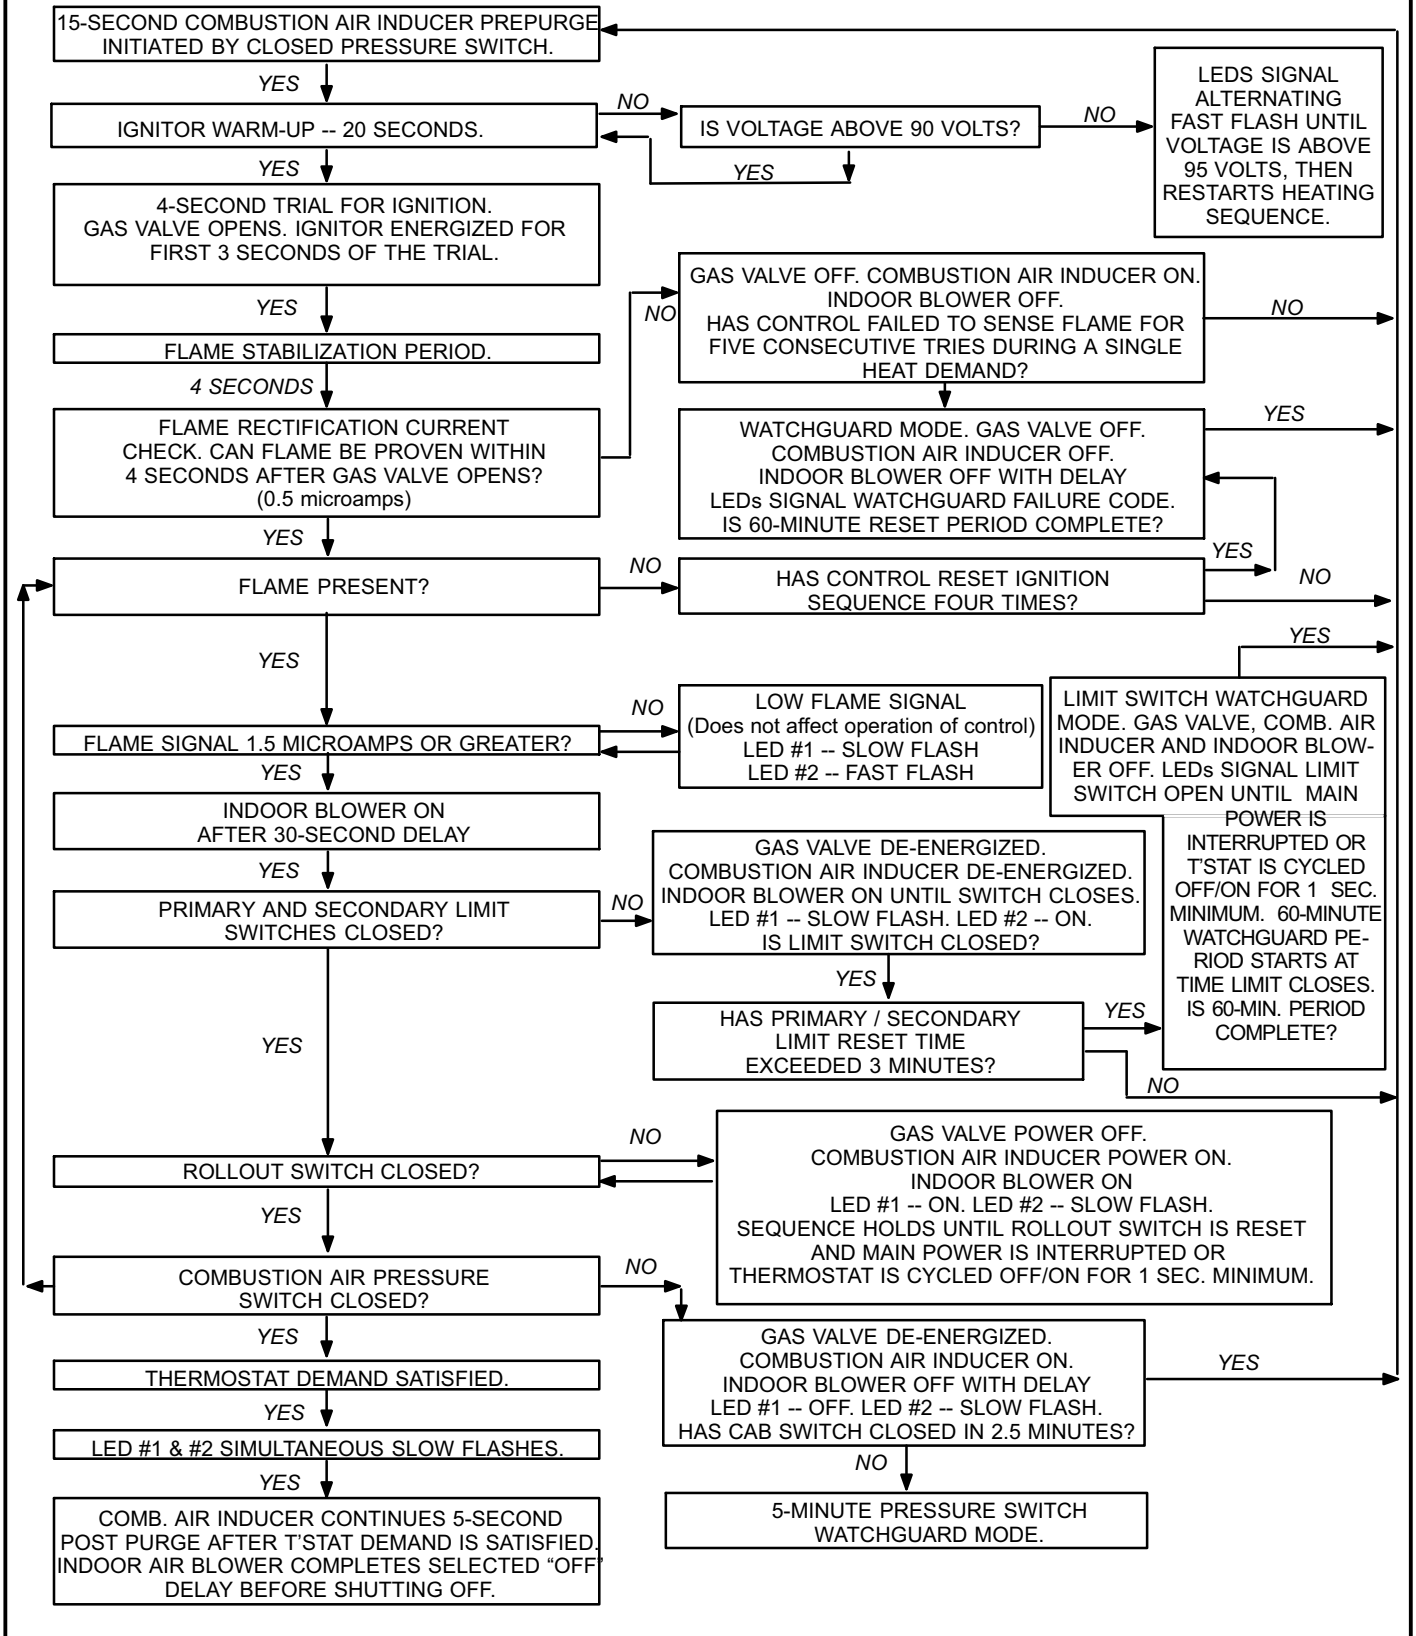 15-SECOND COMBUSTION AIR INDUCER PREPURGE
INITIATED BY CLOSED PRESSURE SWITCH.
YES
IGNITOR WARM-UP -- 20 SECONDS.
NO
IS VOLTAGE ABOVE 90 VOLTS?
NO
YES
LEDS SIGNAL
ALTERNATING
FAST FLASH UNTIL
VOLTAGE IS ABOVE
95 VOLTS, THEN
RESTARTS HEATING
SEQUENCE.
YES
4-SECOND TRIAL FOR IGNITION.
GAS VALVE OPENS. IGNITOR ENERGIZED FOR
FIRST 3 SECONDS OF THE TRIAL.
YES
FLAME STABILIZATION PERIOD.
4 SECONDS
FLAME RECTIFICATION CURRENT
CHECK. CAN FLAME BE PROVEN WITHIN
4 SECONDS AFTER GAS VALVE OPENS?
(0.5 microamps)
NO
GAS VALVE OFF. COMBUSTION AIR INDUCER ON.
INDOOR BLOWER OFF.
HAS CONTROL FAILED TO SENSE FLAME FOR
FIVE CONSECUTIVE TRIES DURING A SINGLE
HEAT DEMAND?
NO
WATCHGUARD MODE. GAS VALVE OFF.
COMBUSTION AIR INDUCER OFF.
INDOOR BLOWER OFF WITH DELAY
LEDs SIGNAL WATCHGUARD FAILURE CODE.
IS 60-MINUTE RESET PERIOD COMPLETE?
YES
YES
FLAME PRESENT?
NO
HAS CONTROL RESET IGNITION
SEQUENCE FOUR TIMES?
YES
NO
YES
FLAME SIGNAL 1.5 MICROAMPS OR GREATER?
NO
LOW FLAME SIGNAL
(Does not affect operation of control)
LED #1 -- SLOW FLASH
LED #2 -- FAST FLASH
YES
LIMIT SWITCH WATCHGUARD
MODE. GAS VALVE, COMB. AIR
INDUCER AND INDOOR BLOW-
ER OFF. LEDs SIGNAL LIMIT
SWITCH OPEN UNTIL MAIN
POWER IS
INTERRUPTED OR
T'STAT IS CYCLED
OFF/ON FOR 1 SEC.
MINIMUM. 60-MINUTE
WATCHGUARD PE-
RIOD STARTS AT
TIME LIMIT CLOSES.
IS 60-MIN. PERIOD
COMPLETE?
YES
INDOOR BLOWER ON
AFTER 30-SECOND DELAY
YES
PRIMARY AND SECONDARY LIMIT
SWITCHES CLOSED?
NO
GAS VALVE DE-ENERGIZED.
COMBUSTION AIR INDUCER DE-ENERGIZED.
INDOOR BLOWER ON UNTIL SWITCH CLOSES.
LED #1 -- SLOW FLASH. LED #2 -- ON.
IS LIMIT SWITCH CLOSED?
YES
HAS PRIMARY / SECONDARY
LIMIT RESET TIME
EXCEEDED 3 MINUTES?
YES
NO
YES
ROLLOUT SWITCH CLOSED?
NO
GAS VALVE POWER OFF.
COMBUSTION AIR INDUCER POWER ON.
INDOOR BLOWER ON
LED #1 -- ON. LED #2 -- SLOW FLASH.
SEQUENCE HOLDS UNTIL ROLLOUT SWITCH IS RESET
AND MAIN POWER IS INTERRUPTED OR
THERMOSTAT IS CYCLED OFF/ON FOR 1 SEC. MINIMUM.
YES
COMBUSTION AIR PRESSURE
SWITCH CLOSED?
NO
GAS VALVE DE-ENERGIZED.
COMBUSTION AIR INDUCER ON.
INDOOR BLOWER OFF WITH DELAY
LED #1 -- OFF. LED #2 -- SLOW FLASH.
HAS CAB SWITCH CLOSED IN 2.5 MINUTES?
YES
NO
5-MINUTE PRESSURE SWITCH
WATCHGUARD MODE.
YES
THERMOSTAT DEMAND SATISFIED.
YES
LED #1 & #2 SIMULTANEOUS SLOW FLASHES.
YES
COMB. AIR INDUCER CONTINUES 5-SECOND
POST PURGE AFTER T'STAT DEMAND IS SATISFIED.
INDOOR AIR BLOWER COMPLETES SELECTED “OFF”
DELAY BEFORE SHUTTING OFF.